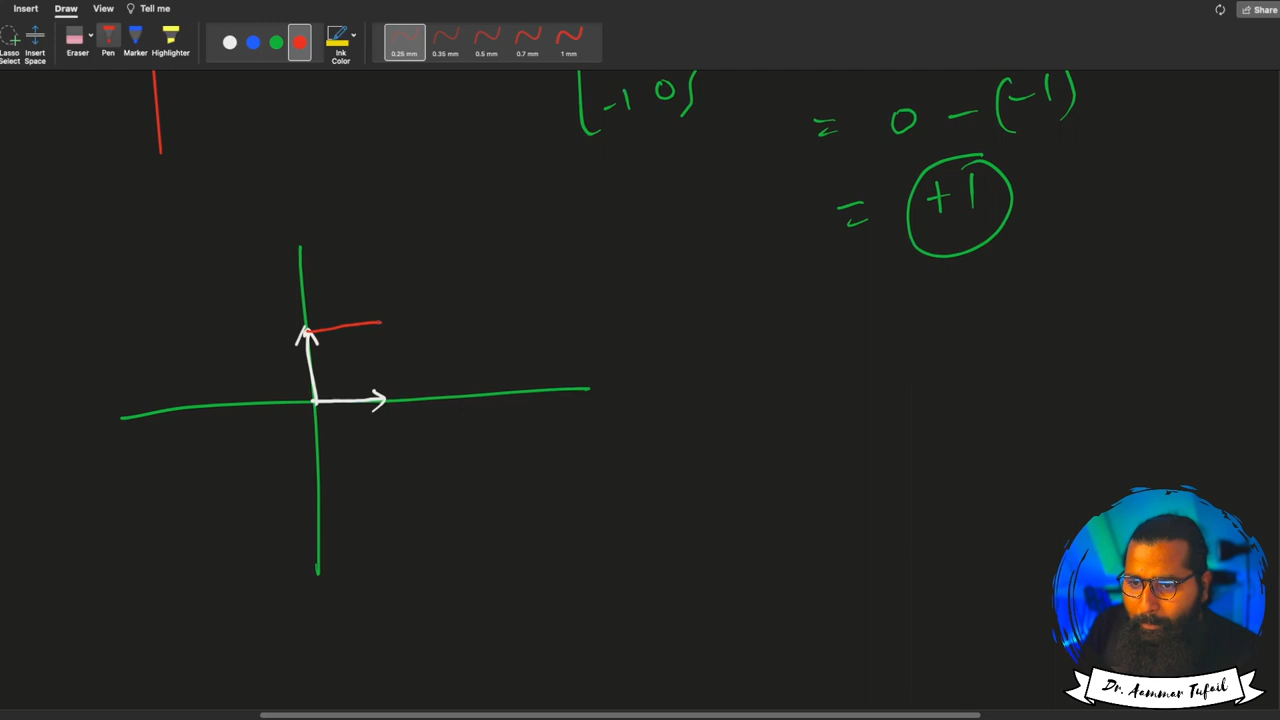 Insert Draw View Tell me
Share
Lasso Select
Insert Space
Eraser
Pen
Marker
Highlighter
Ink Color
0.25 mm
0.35 mm
0.5 mm
0.7 mm
1 mm
-1 0
= 0 - (-1)
= +1
Dr. Aammar Tufail